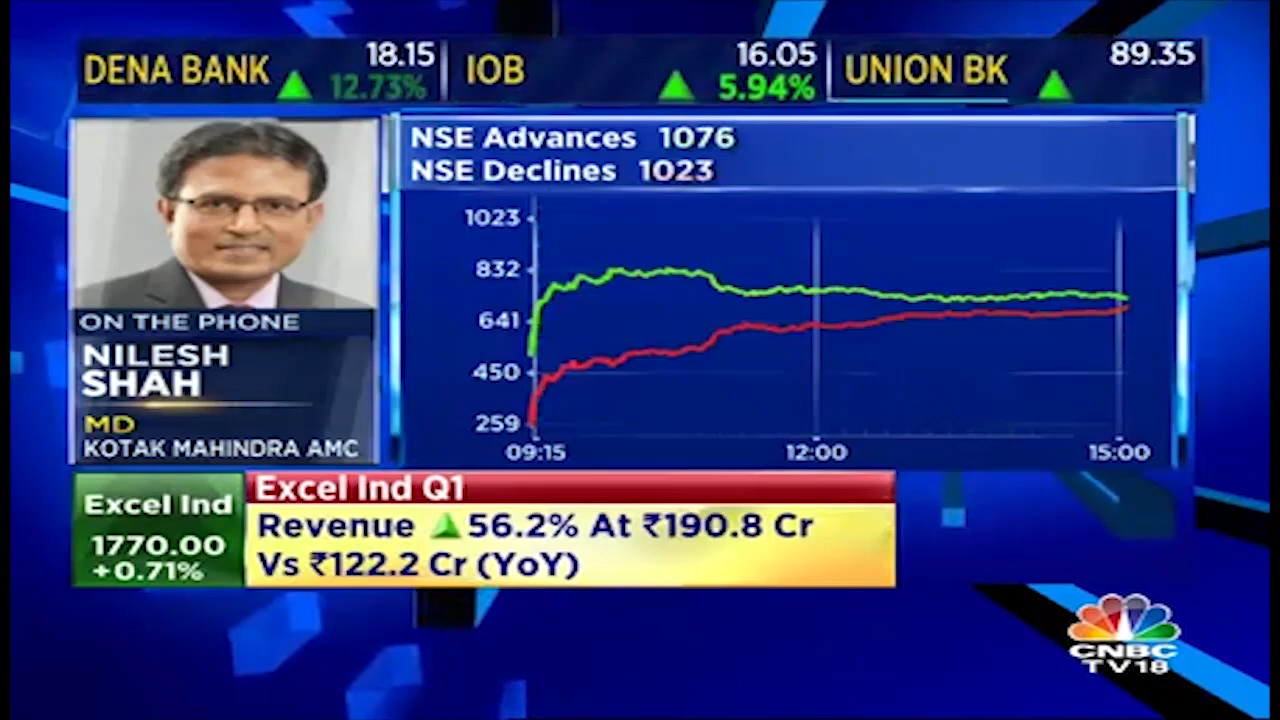 DENA BANK 18.15 12.73%
IOB 16.05 5.94%
UNION BK 89.35
NSE Advances 1076
NSE Declines 1023
1023
832
641
450
259
09:15 12:00 15:00
ON THE PHONE
NILESH
SHAH
MD
KOTAK MAHINDRA AMC
Excel Ind
1770.00
+0.71%
Excel Ind Q1
Revenue 56.2% At ₹190.8 Cr
Vs ₹122.2 Cr (YoY)
CNBC
TV18